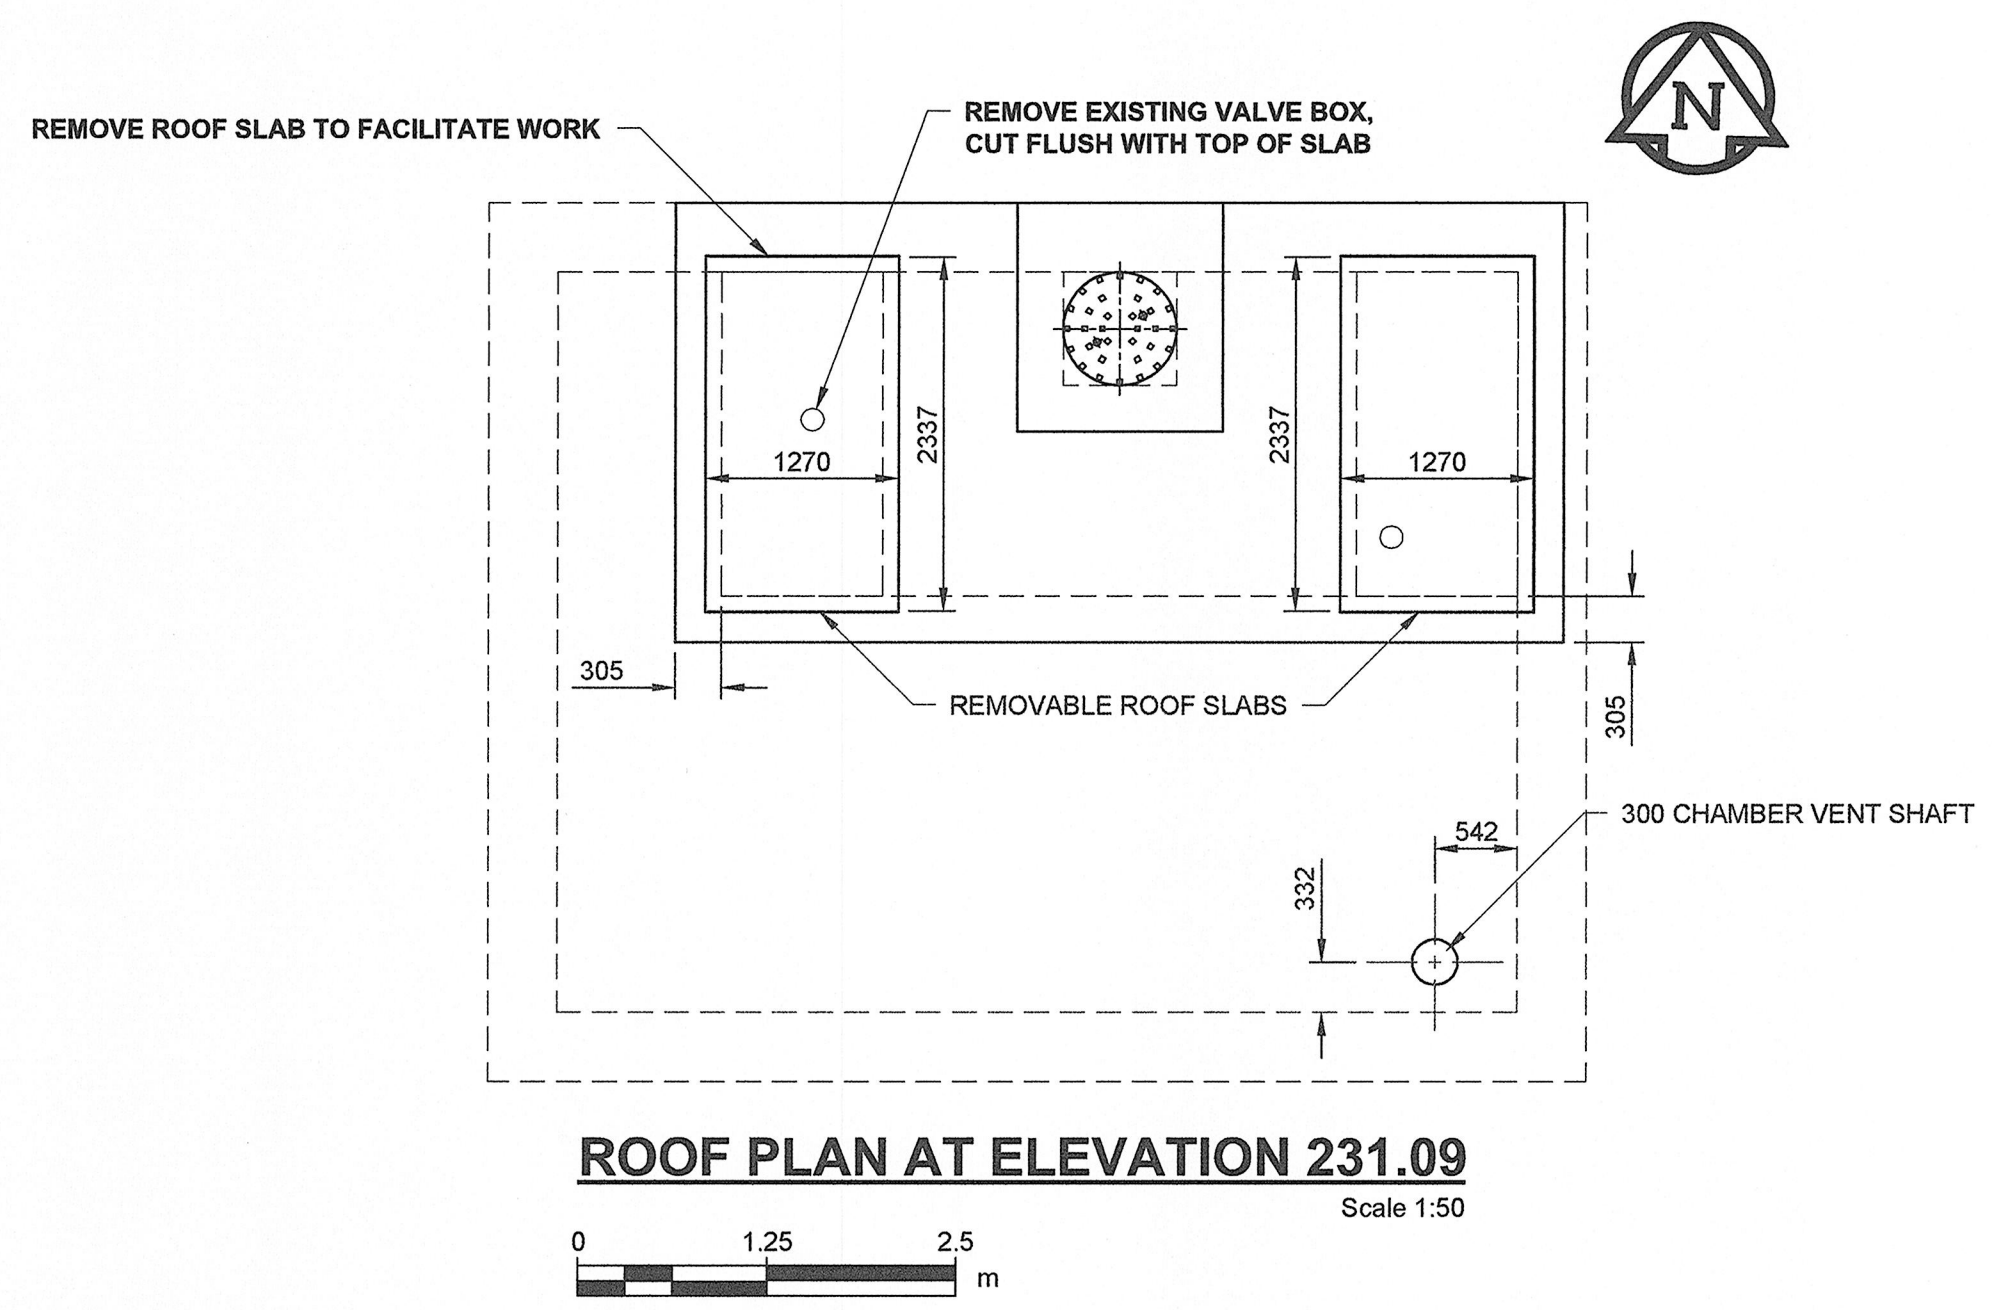 N
REMOVE ROOF SLAB TO FACILITATE WORK
REMOVE EXISTING VALVE BOX,
CUT FLUSH WITH TOP OF SLAB
2337
2337
1270
1270
305
REMOVABLE ROOF SLABS
305
300 CHAMBER VENT SHAFT
542
332
ROOF PLAN AT ELEVATION 231.09
Scale 1:50
0 1.25 2.5
m